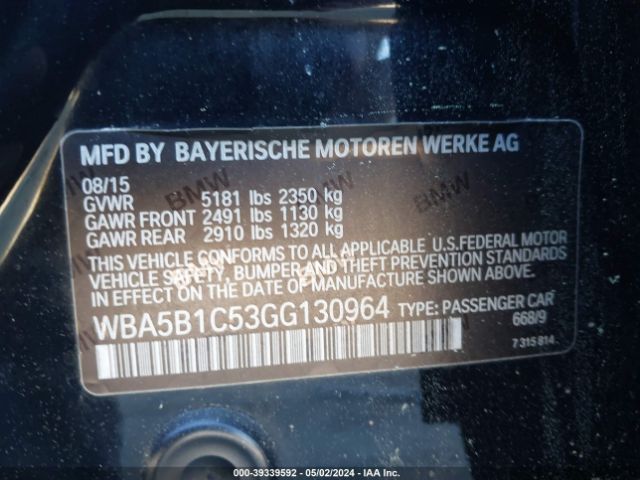 MFD BY BAYERISCHE MOTOREN WERKE AG
08/15
GVWR 5181 lbs 2350 kg
GAWR FRONT 2491 lbs 1130 kg
GAWR REAR 2910 lbs 1320 kg
THIS VEHICLE CONFORMS TO ALL APPLICABLE U.S.FEDERAL MOTOR
VEHICLE SAFETY, BUMPER AND THEFT PREVENTION STANDARDS
IN EFFECT ON THE DATE OF MANUFACTURE SHOWN ABOVE.
WBA5B1C53GG130964 TYPE: PASSENGER CAR
668/9
7 315 814
000-39339592 - 05/02/2024 - IAA Inc.